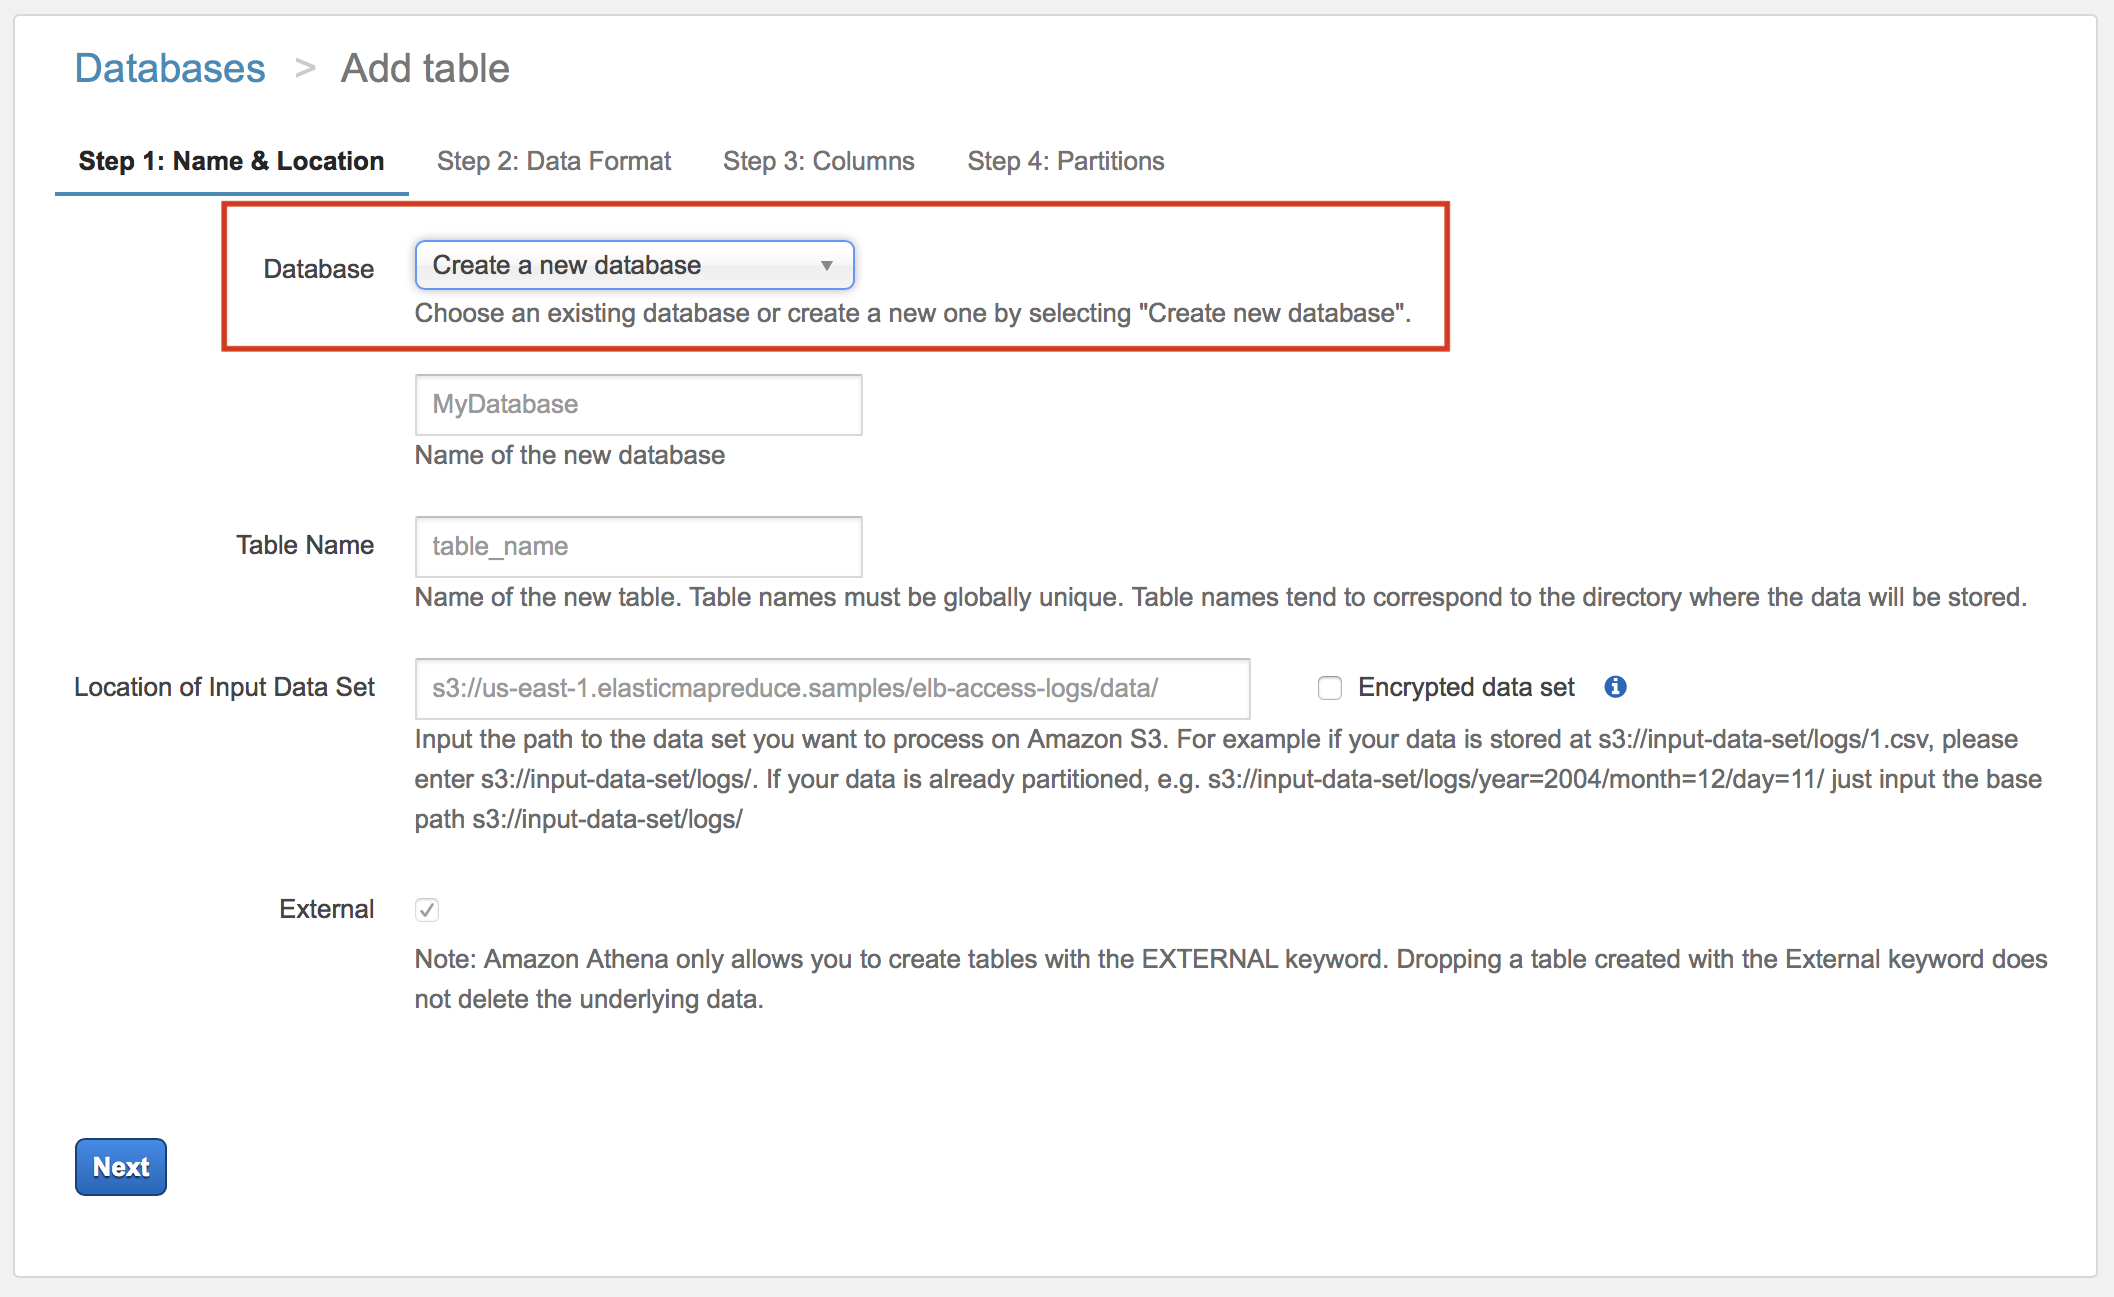 Databases > Add table
Step 1: Name & Location Step 2: Data Format Step 3: Columns Step 4: Partitions
Database Create a new database
Choose an existing database or create a new one by selecting "Create new database".
MyDatabase
Name of the new database
Table Name table_name
Name of the new table. Table names must be globally unique. Table names tend to correspond to the directory where the data will be stored.
Location of Input Data Set s3://us-east-1.elasticmapreduce.samples/elb-access-logs/data/ Encrypted data set
Input the path to the data set you want to process on Amazon S3. For example if your data is stored at s3://input-data-set/logs/1.csv, please
enter s3://input-data-set/logs/. If your data is already partitioned, e.g. s3://input-data-set/logs/year=2004/month=12/day=11/ just input the base
path s3://input-data-set/logs/
External
Note: Amazon Athena only allows you to create tables with the EXTERNAL keyword. Dropping a table created with the External keyword does
not delete the underlying data.
Next